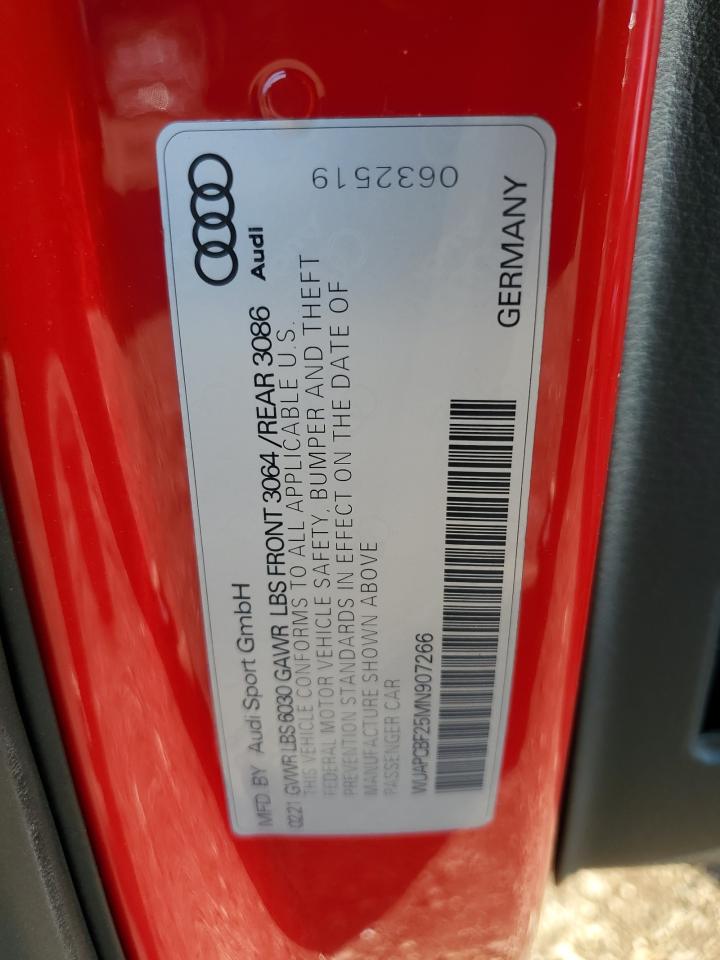 MFD. BY Audi Sport GmbH
Audi
02 21 GVWR LBS 6030 GAWR LBS FRONT 3064 /REAR 3086
THIS VEHICLE CONFORMS TO ALL APPLICABLE U.S.
FEDERAL MOTOR VEHICLE SAFETY, BUMPER AND THEFT
PREVENTION STANDARDS IN EFFECT ON THE DATE OF
MANUFACTURE SHOWN ABOVE
PASSENGER CAR
WUAPCBF25MN907266
GERMANY
0632519